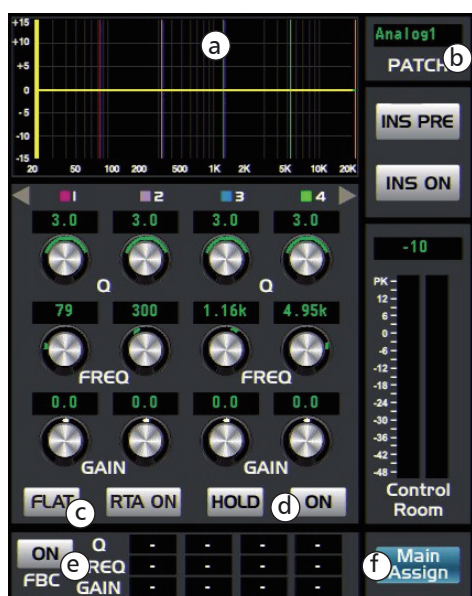 +15
+10
+5
0
-5
-10
-15
20 50 100 200 500 1K 2K 5K 10K 20K
a
Analog1
b
PATCH
INS PRE
INS ON
1 2 3 4
3.0 3.0 3.0 3.0
Q Q
79 300 1.16k 4.95k
FREQ FREQ
0.0 0.0 0.0 0.0
GAIN GAIN
FLAT RTA ON HOLD ON
c d
-10
PK
12
6
0
-6
-12
-18
-24
-30
-36
-42
-48
Control
Room
ON
e
FBC
Q - - - -
FREQ - - - -
GAIN - - - -
f
Main
Assign